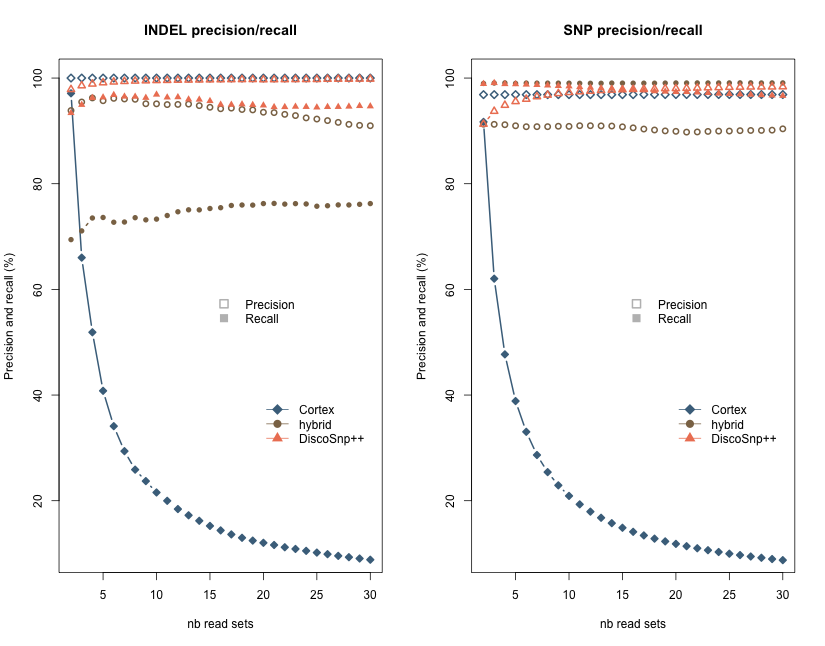 INDEL precision/recall
Precision and recall (%)
100
80
60
40
20
Precision
Recall
Cortex
hybrid
DiscoSnp++
5 10 15 20 25 30
nb read sets
SNP precision/recall
Precision and recall (%)
100
80
60
40
20
Precision
Recall
Cortex
hybrid
DiscoSnp++
5 10 15 20 25 30
nb read sets